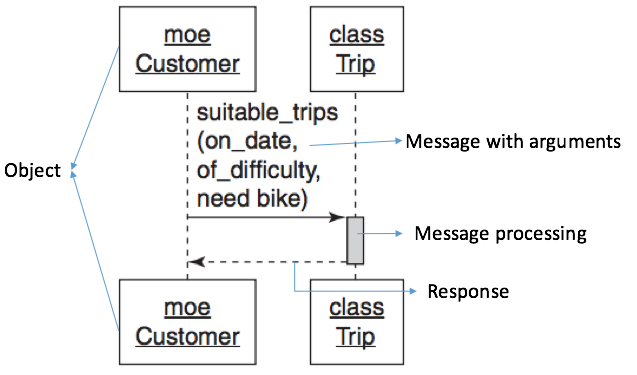 moe
Customer
class
Trip
suitable_trips
(on_date,
of_difficulty,
need bike)
Message with arguments
Object
Message processing
Response
moe
Customer
class
Trip